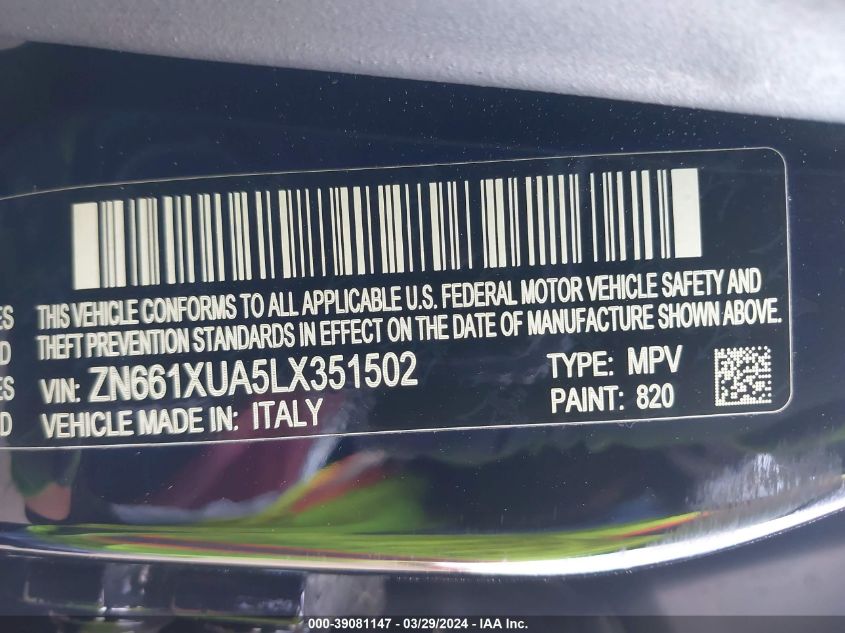 THIS VEHICLE CONFORMS TO ALL APPLICABLE U.S. FEDERAL MOTOR VEHICLE SAFETY AND
ES
THEFT PREVENTION STANDARDS IN EFFECT ON THE DATE OF MANUFACTURE SHOWN ABOVE.
D
VIN: ZN661XUA5LX351502 TYPE: MPV
ES
VEHICLE MADE IN: ITALY PAINT: 820
D
000-39081147 - 03/29/2024 - IAA Inc.